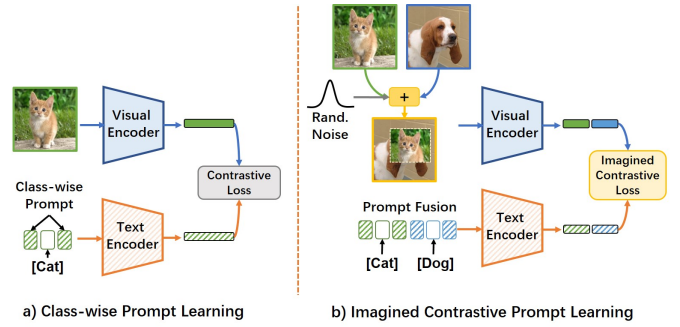 Visual
Encoder
Contrastive
Loss
Class-wise
Prompt
Text
Encoder
[Cat]
a) Class-wise Prompt Learning
+
Rand.
Noise
Visual
Encoder
Imagined
Contrastive
Loss
Prompt Fusion
Text
Encoder
[Cat] [Dog]
b) Imagined Contrastive Prompt Learning